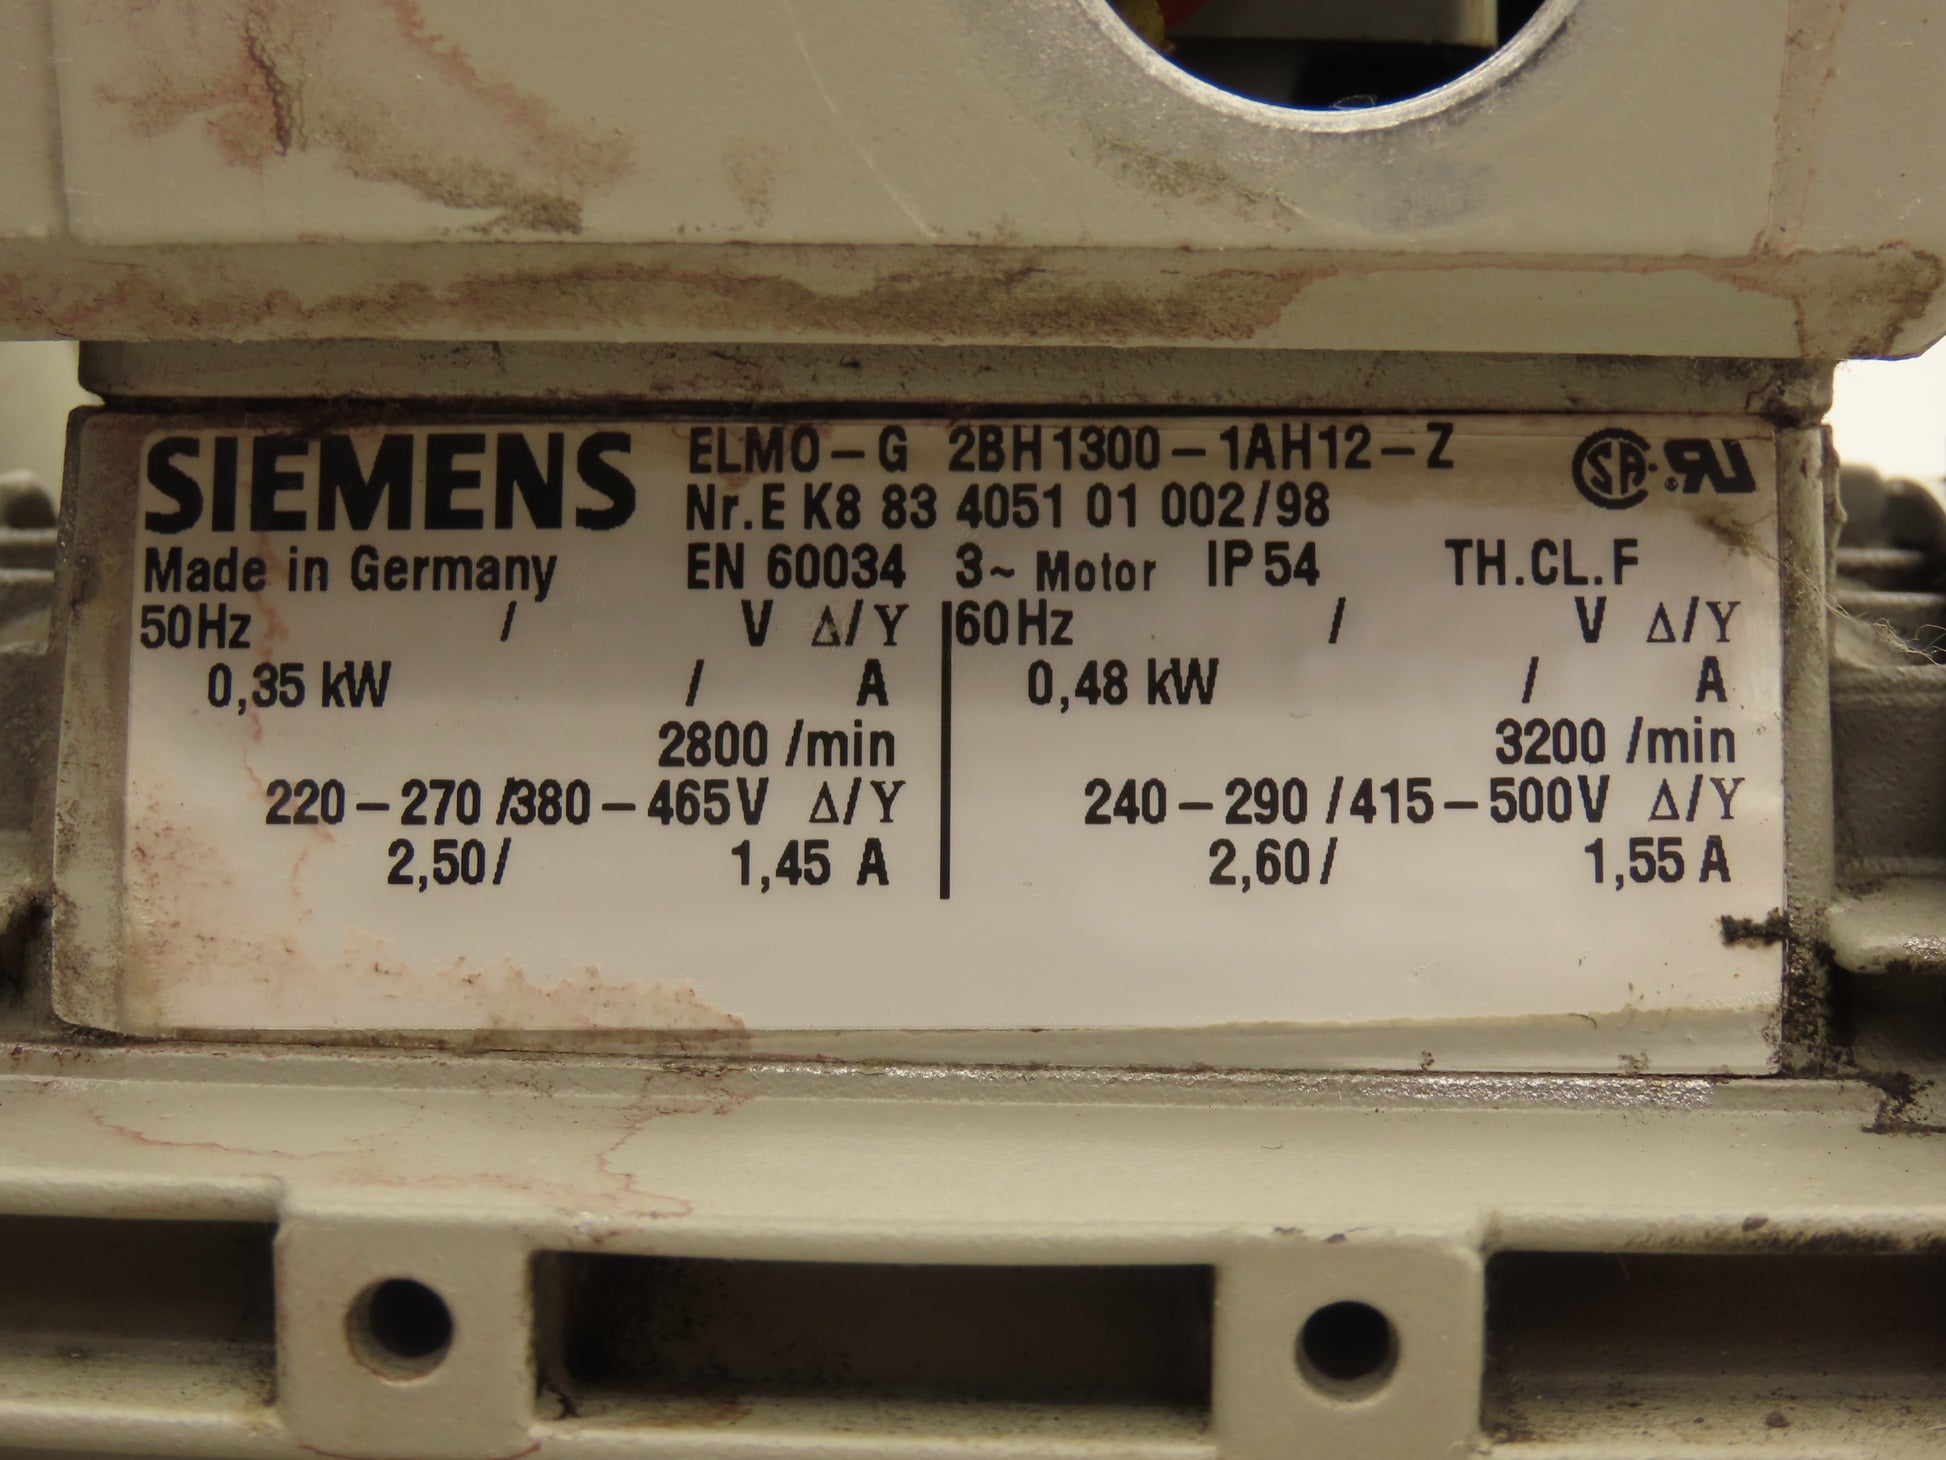 SIEMENS ELMO-G 2BH1300-1AH12-Z
Nr.E K8 83 4051 01 002/98
Made in Germany EN 60034 3~ Motor IP 54 TH.CL.F
50Hz / V Δ/Y 60Hz / V Δ/Y
0,35 kW / A 0,48 kW / A
2800 /min 3200 /min
220-270/380-465V Δ/Y 240-290/415-500V Δ/Y
2,50/ 1,45 A 2,60/ 1,55 A